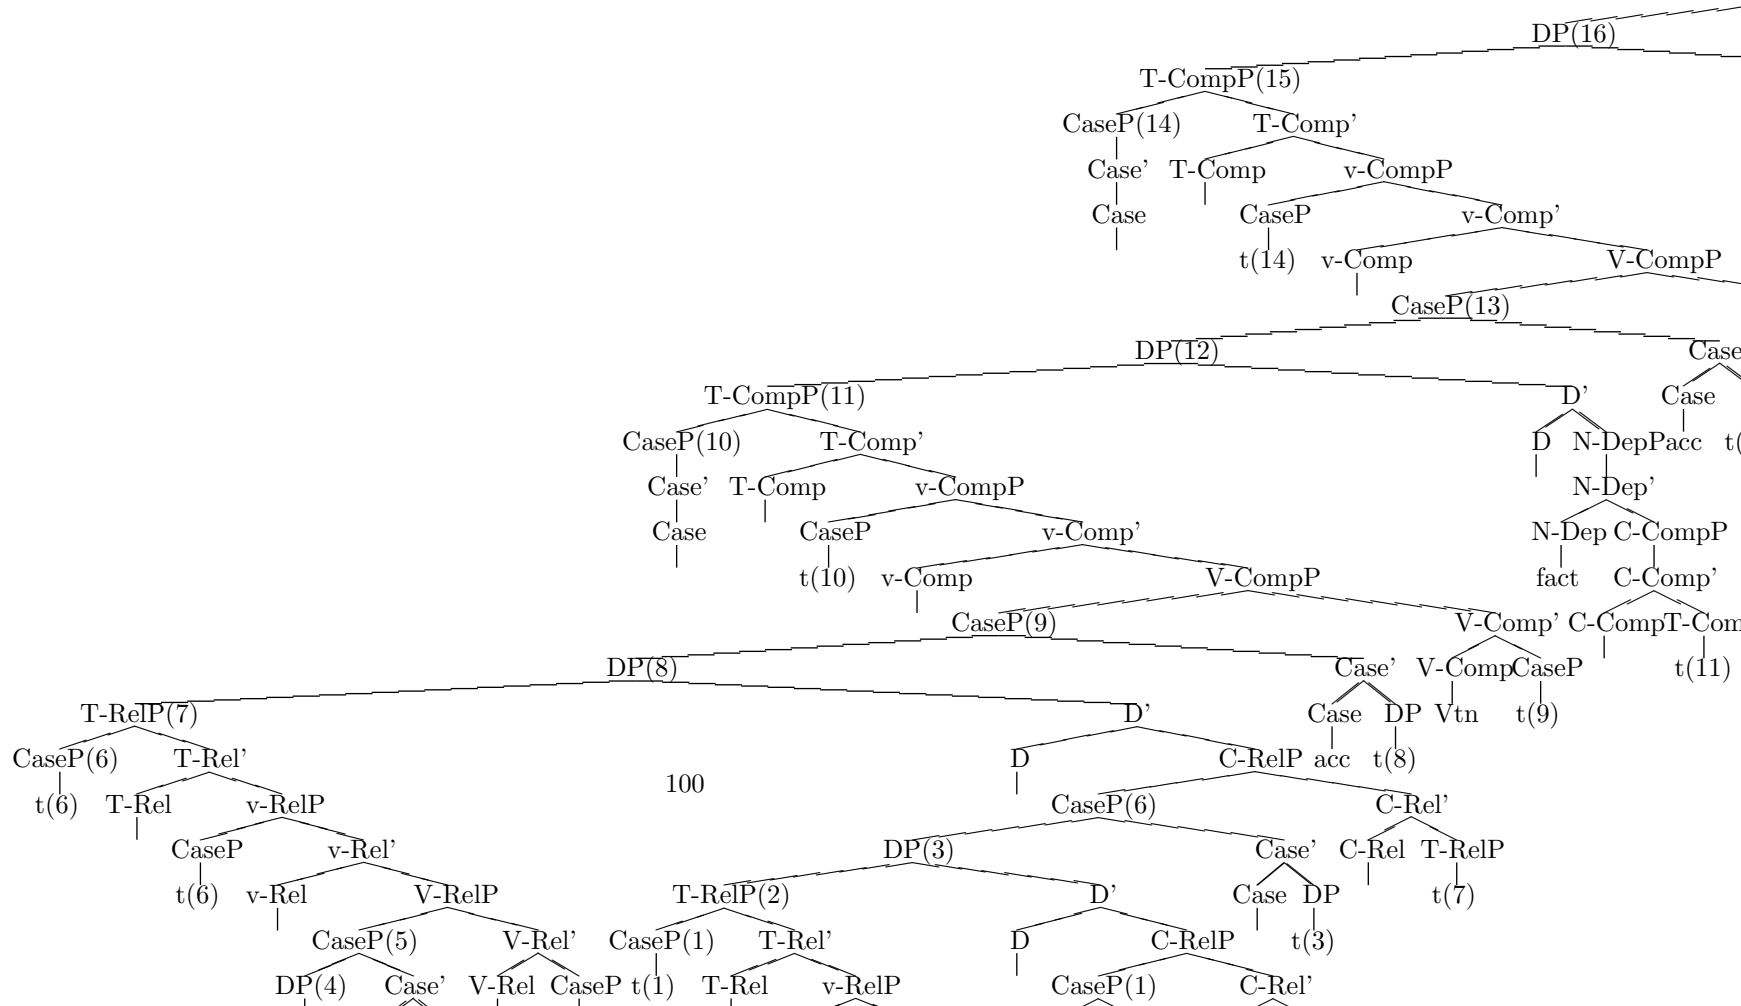 DP(16)
T-CompP(15)
CaseP(14) T-Comp’
Case’ T-Comp v-CompP
Case CaseP v-Comp’
t(14) v-Comp V-CompP
CaseP(13)
DP(12) Case
T-CompP(11) D’ Case
CaseP(10) T-Comp’ D N-DepP acc t(
Case’ T-Comp v-CompP N-Dep’
Case CaseP v-Comp’ N-Dep C-CompP
t(10) v-Comp V-CompP fact C-Comp’
CaseP(9) V-Comp’ C-Comp T-Com
DP(8) Case’ V-Comp CaseP t(11)
T-RelP(7) D’ Case DP Vtn t(9)
CaseP(6) T-Rel’ D C-RelP acc t(8)
100
t(6) T-Rel v-RelP CaseP(6) C-Rel’
CaseP v-Rel’ DP(3) Case’ C-Rel T-RelP
t(6) v-Rel V-RelP T-RelP(2) D’ Case DP t(7)
CaseP(5) V-Rel’ CaseP(1) T-Rel’ D C-RelP t(3)
DP(4) Case’ V-Rel CaseP t(1) T-Rel v-RelP CaseP(1) C-Rel’